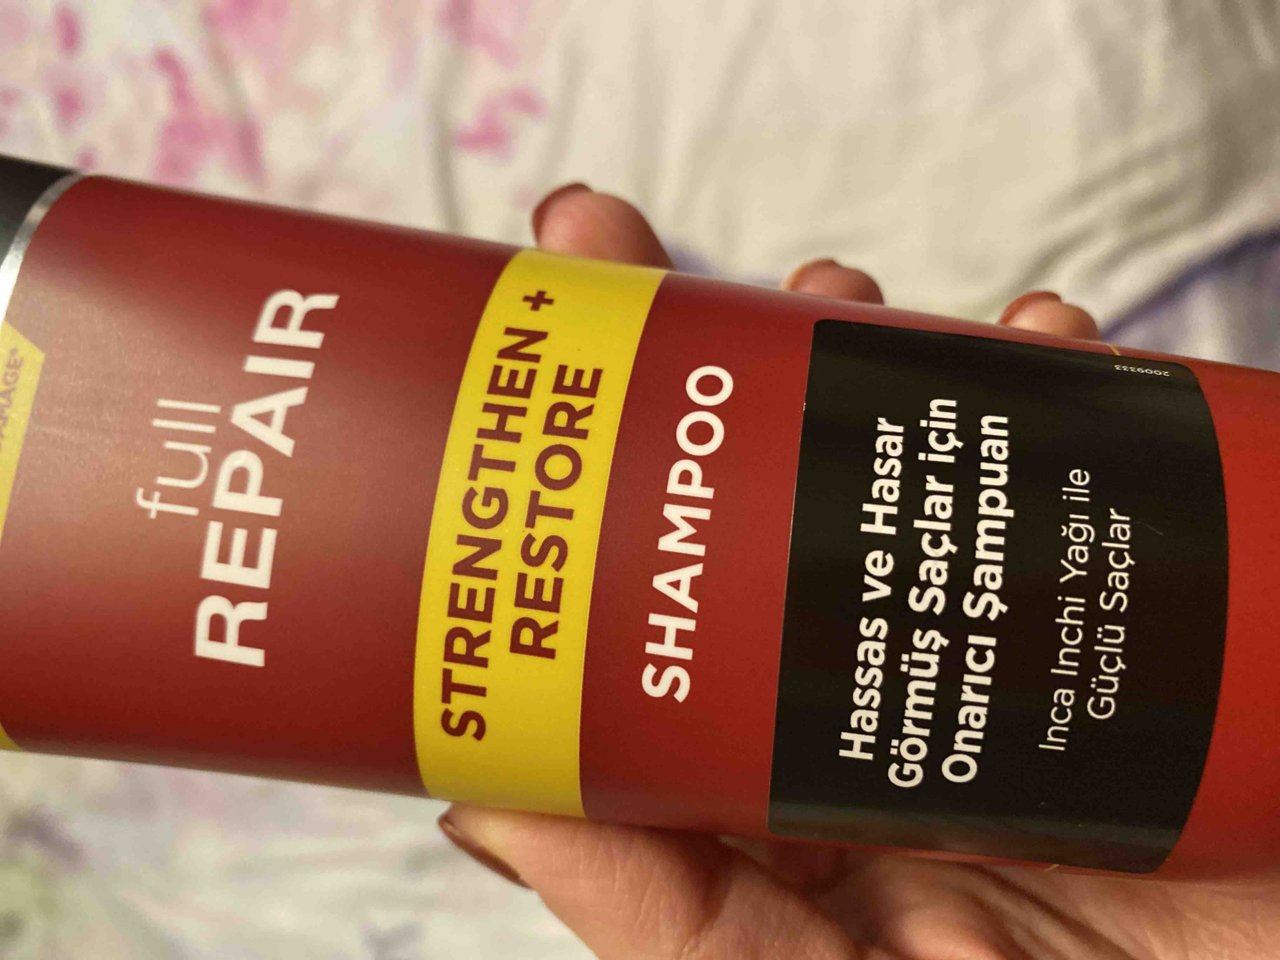 full
REPAIR
STRENGTHEN +
RESTORE
SHAMPOO
2009333
Hassas ve Hasar
Görmüş Saçlar için
Onarıcı Şampuan
Inca Inchi Yağı ile
Güçlü Saçlar